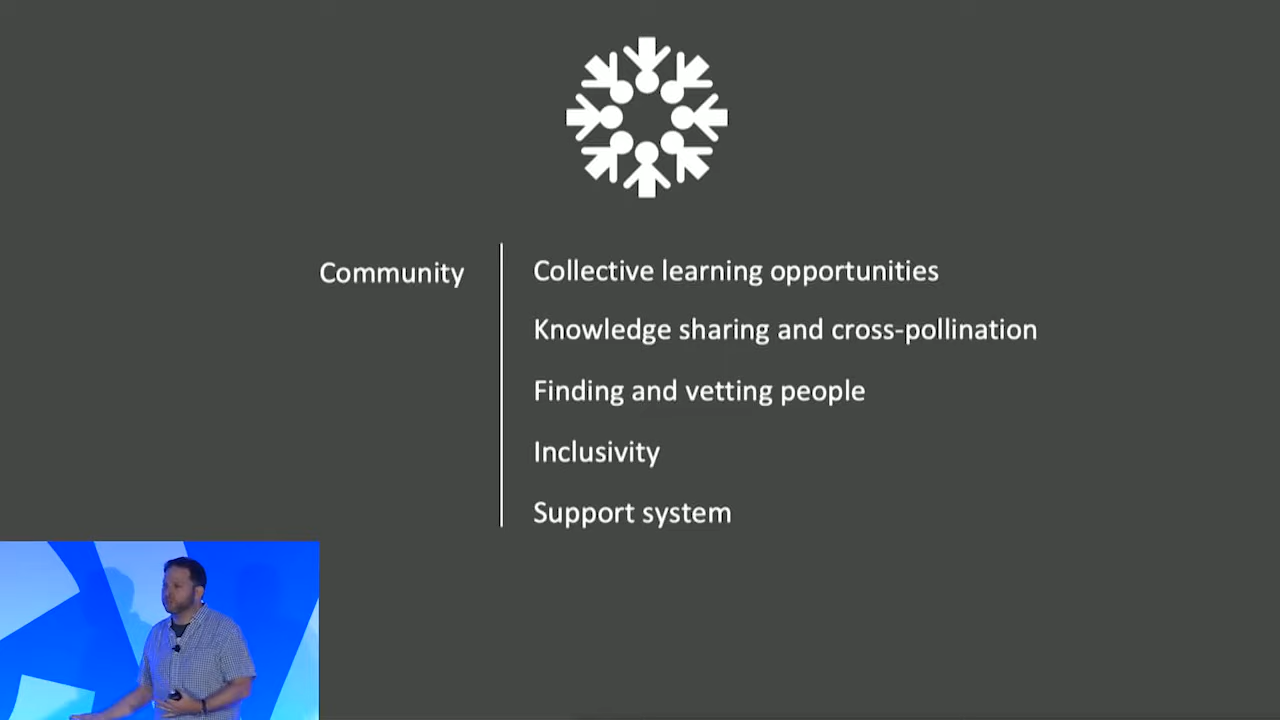 Community
Collective learning opportunities
Knowledge sharing and cross-pollination
Finding and vetting people
Inclusivity
Support system